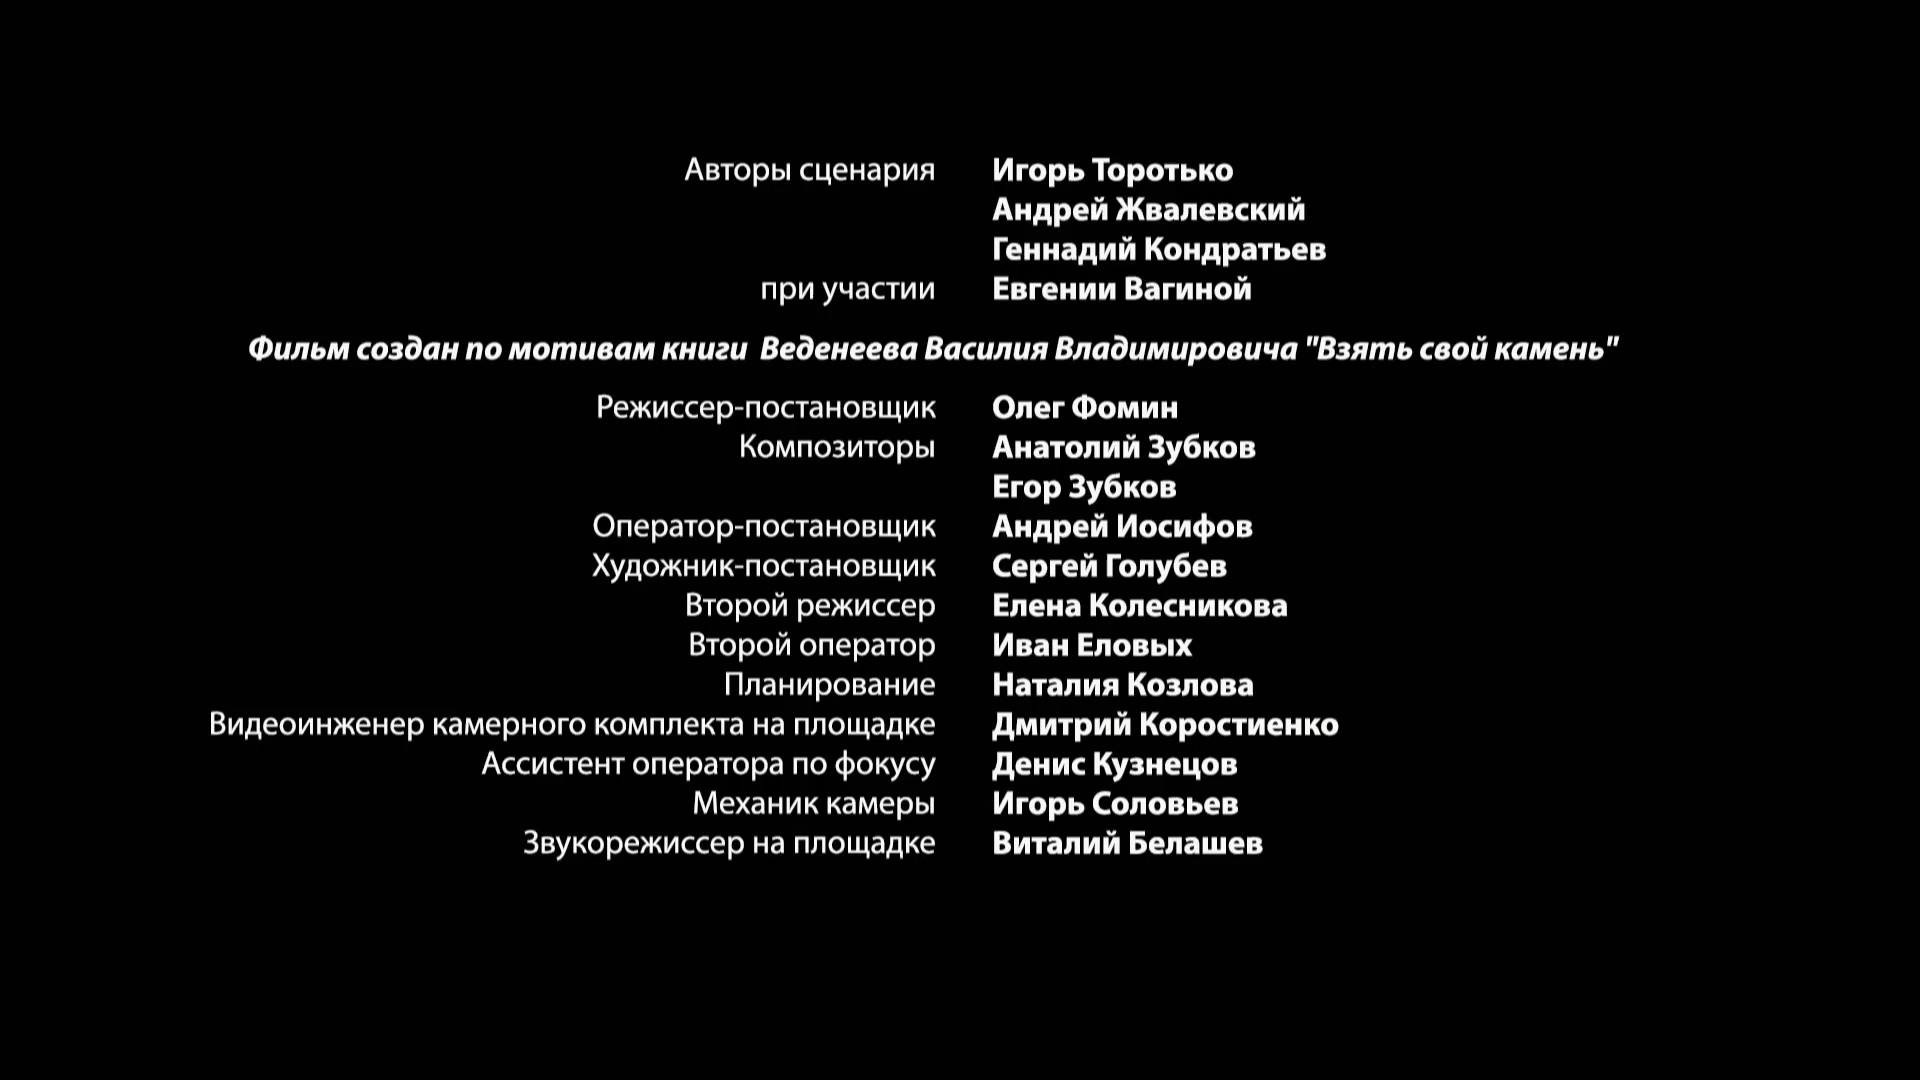 Авторы сценария Игорь Торотько
Андрей Жвалевский
Геннадий Кондратьев
при участии Евгении Вагиной
Фильм создан по мотивам книги Веденеева Василия Владимировича "Взять свой камень"
Режиссер-постановщик Олег Фомин
Композиторы Анатолий Зубков
Егор Зубков
Оператор-постановщик Андрей Иосифов
Художник-постановщик Сергей Голубев
Второй режиссер Елена Колесникова
Второй оператор Иван Еловых
Планирование Наталия Козлова
Видеоинженер камерного комплекта на площадке Дмитрий Коростиенко
Ассистент оператора по фокусу Денис Кузнецов
Механик камеры Игорь Соловьев
Звукорежиссер на площадке Виталий Белашев